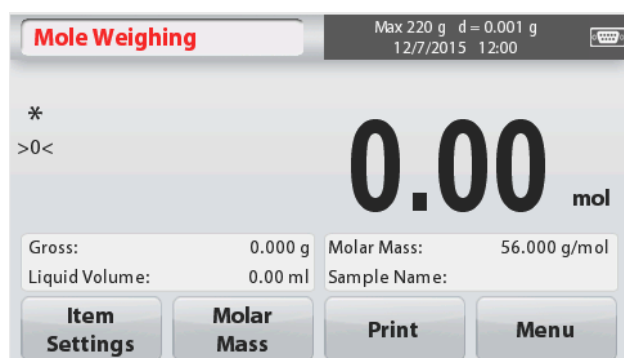 Mole Weighing
Max 220 g d = 0.001 g
12/7/2015 12:00
*
>0<
0.00 mol
Gross: 0.000 g
Liquid Volume: 0.00 ml
Molar Mass: 56.000 g/mol
Sample Name:
Item
Settings
Molar
Mass
Print
Menu